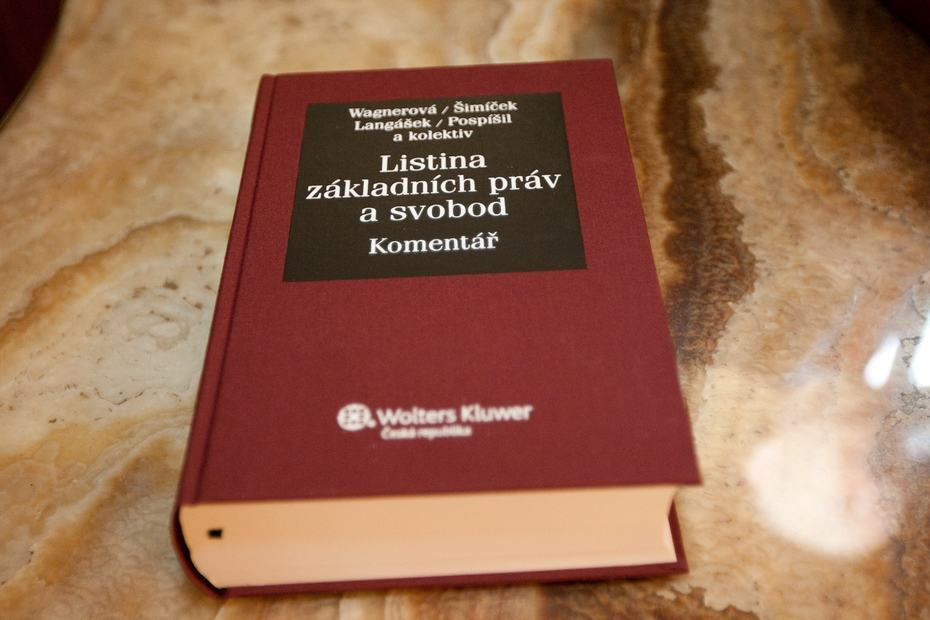 Wagnerová / Šimíček
Langášek / Pospíšil
a kolektiv
Listina
základních práv
a svobod
Komentář
Wolters Kluwer
Česká republika